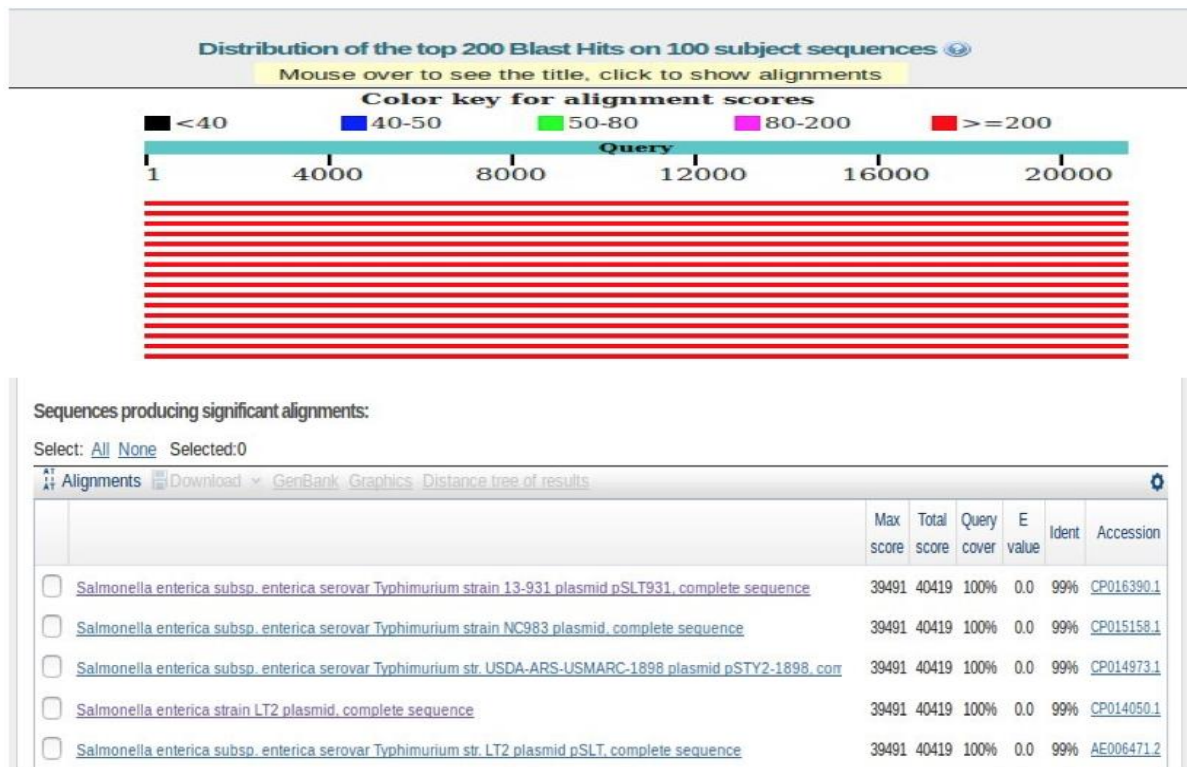 Distribution of the top 200 Blast Hits on 100 subject sequences
Mouse over to see the title, click to show alignments
Color key for alignment scores
<40 40-50 50-80 80-200 >=200
Query
1 4000 8000 12000 16000 20000
Sequences producing significant alignments:
Select: All None Selected:0
Alignments Download GenBank Graphics Distance tree of results
Max score Total score Query cover E value Ident Accession
Salmonella enterica subsp. enterica serovar Typhimurium strain 13-931 plasmid pSLT931, complete sequence 39491 40419 100% 0.0 99% CP016390.1
Salmonella enterica subsp. enterica serovar Typhimurium strain NC983 plasmid, complete sequence 39491 40419 100% 0.0 99% CP015158.1
Salmonella enterica subsp. enterica serovar Typhimurium str. USDA-ARS-USMARC-1898 plasmid pSTY2-1898, com 39491 40419 100% 0.0 99% CP014973.1
Salmonella enterica strain LT2 plasmid, complete sequence 39491 40419 100% 0.0 99% CP014050.1
Salmonella enterica subsp. enterica serovar Typhimurium str. LT2 plasmid pSLT, complete sequence 39491 40419 100% 0.0 99% AE006471.2